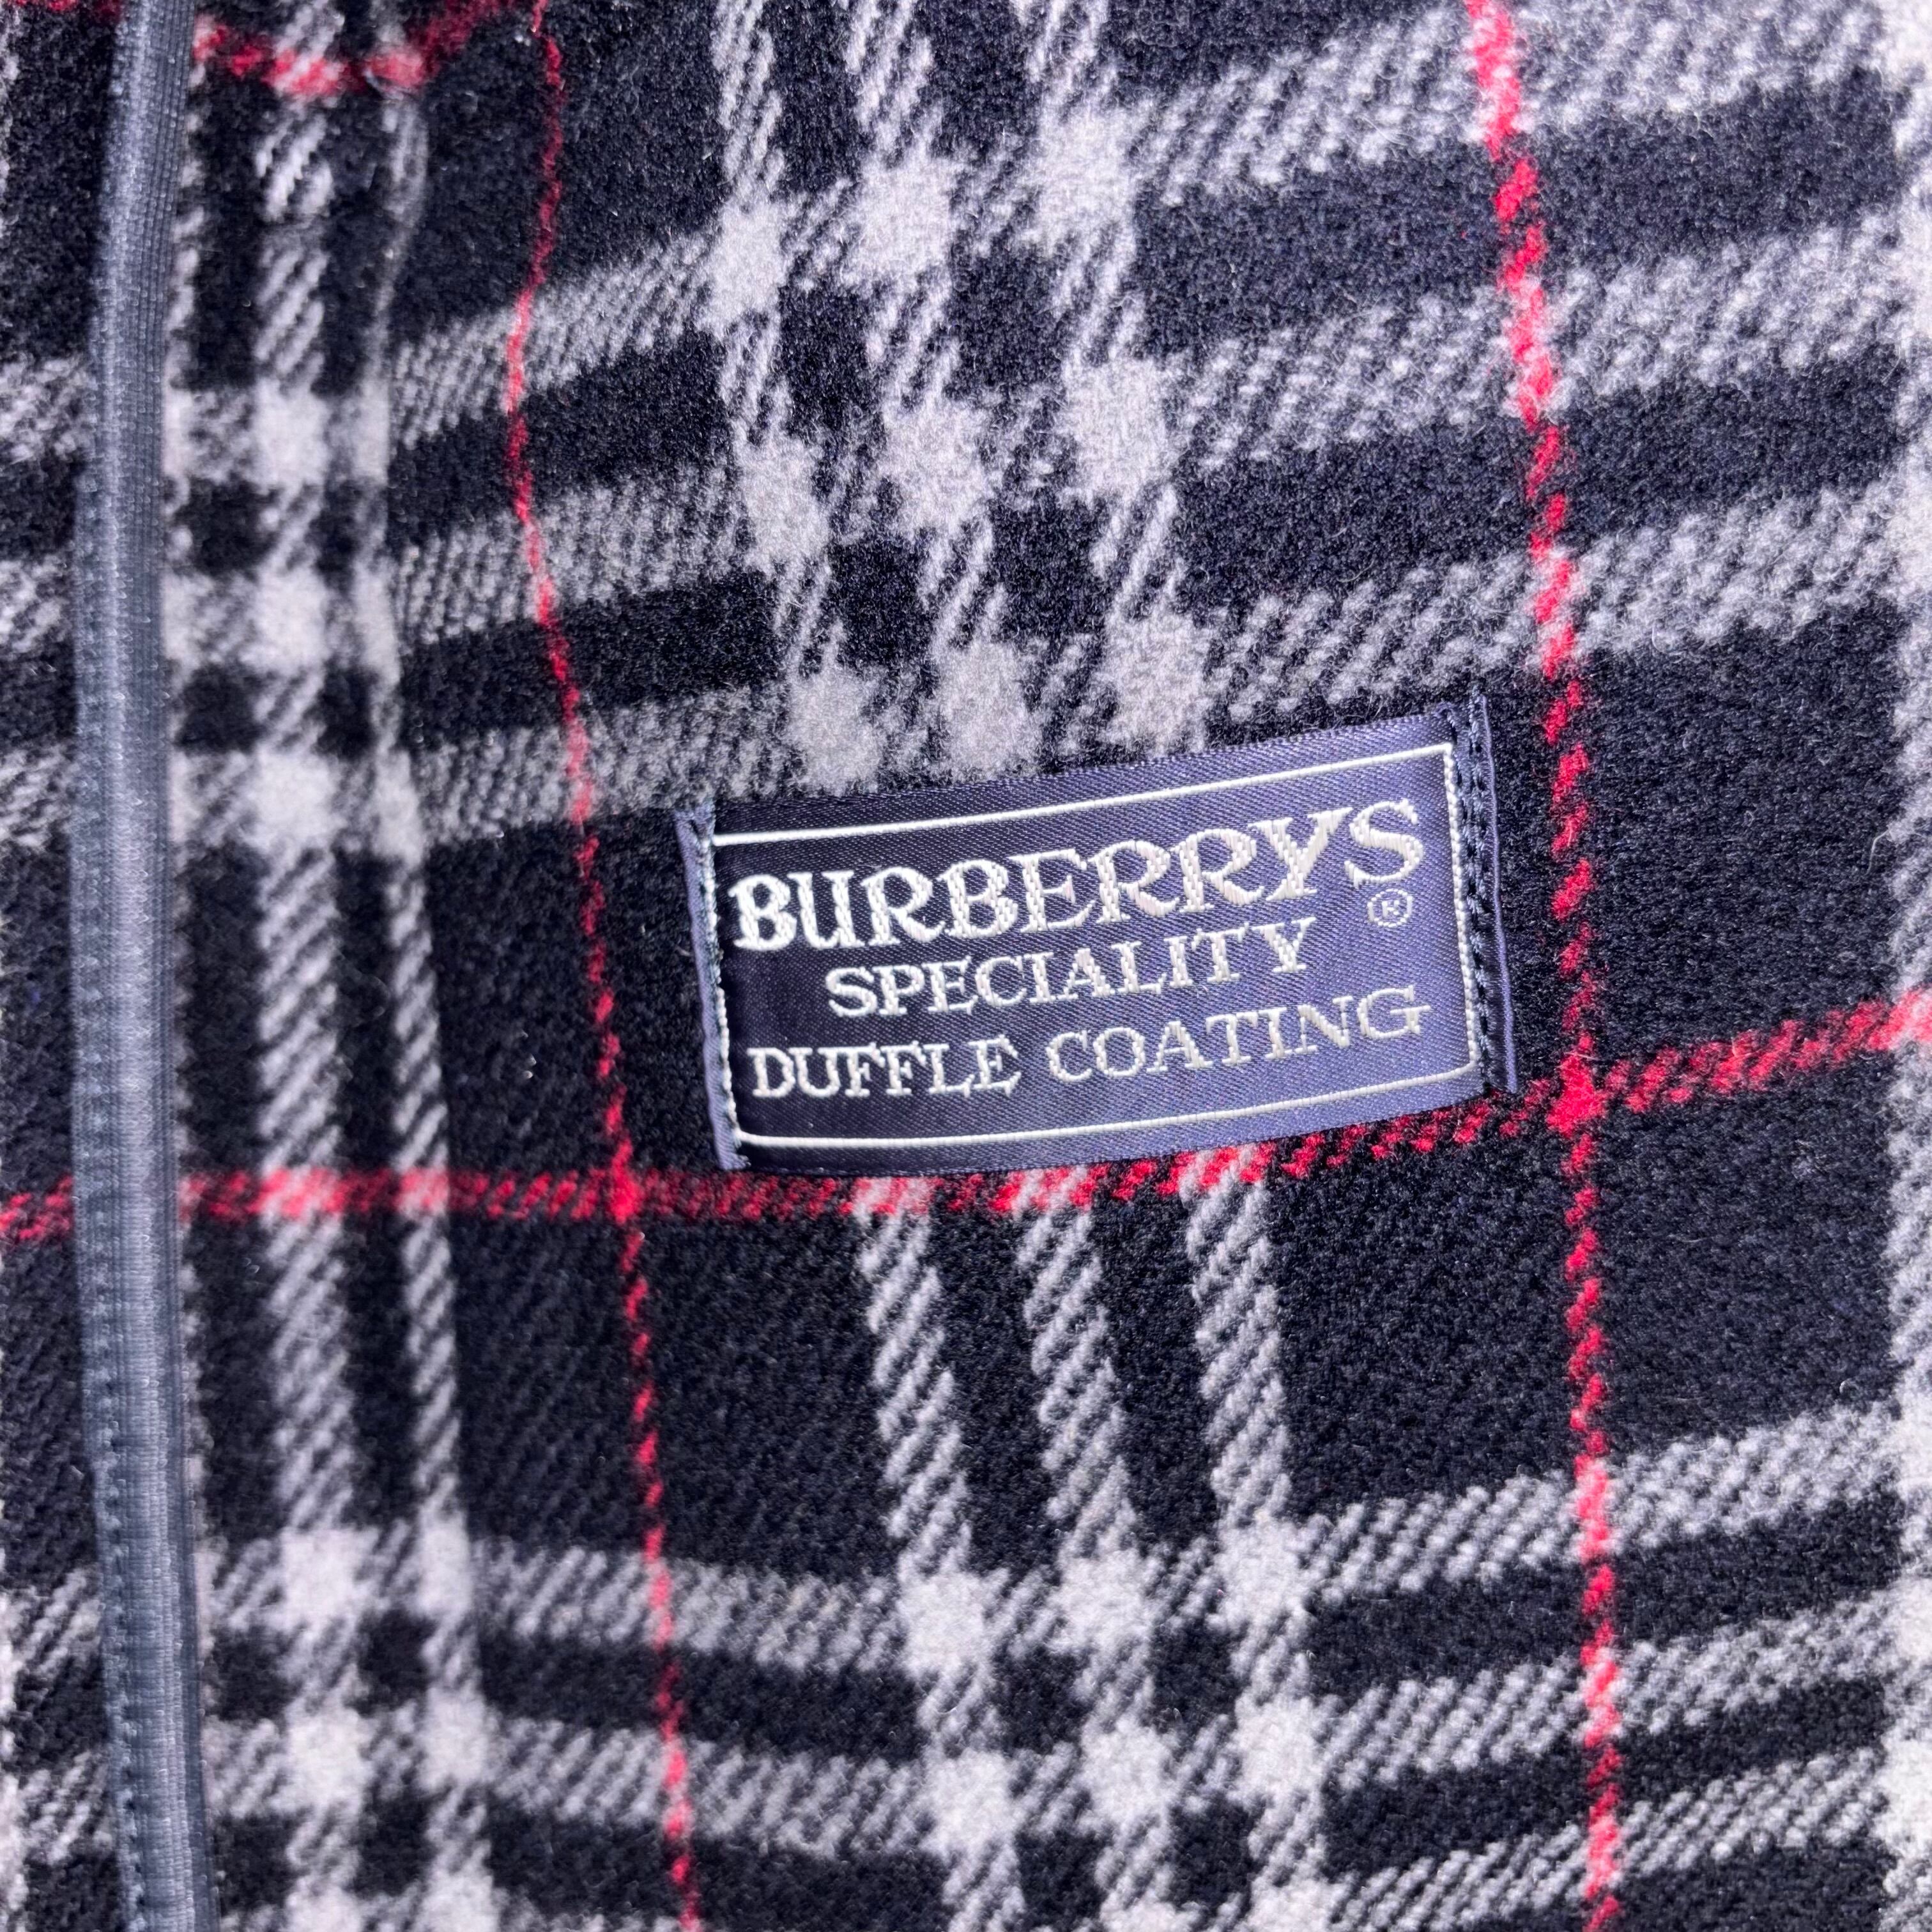 BURBERRYS
®
SPECIALITY
DUFFLE COATING